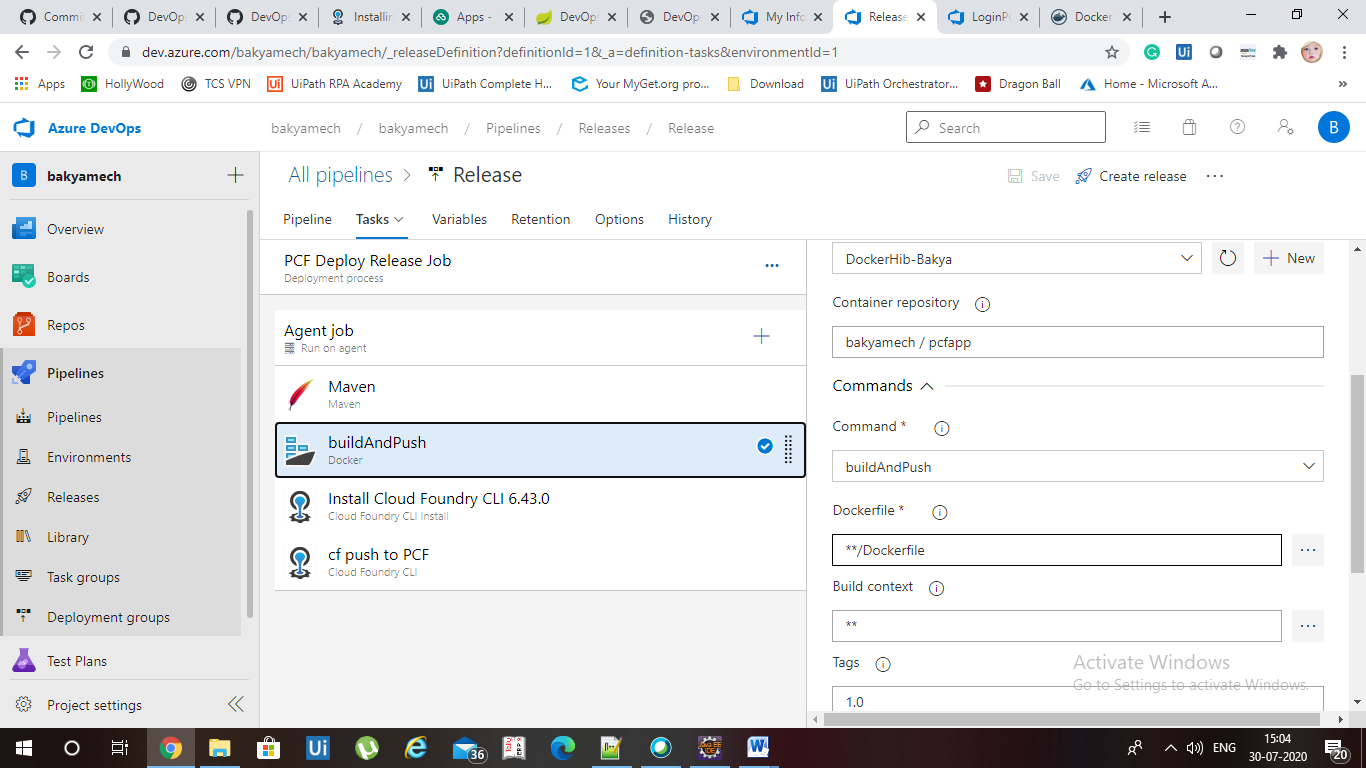 Commi
DevOps
DevOps
Installin
Apps -
DevOps
DevOps
My Info
Release
LoginPC
Docker
dev.azure.com/bakyamech/bakyamech/_releaseDefinition?definitionId=1&_a=definition-tasks&environmentId=1
Apps
HollyWood
TCS VPN
UiPath RPA Academy
UiPath Complete H...
Your MyGet.org pro...
Download
UiPath Orchestrator...
Dragon Ball
Home - Microsoft A...
»
Azure DevOps
bakyamech / bakyamech / Pipelines / Releases / Release
Search
B
B
bakyamech
Overview
Boards
Repos
Pipelines
Pipelines
Environments
Releases
Library
Task groups
Deployment groups
Test Plans
Project settings
All pipelines > Release
Save
Create release
...
Pipeline
Tasks
Variables
Retention
Options
History
PCF Deploy Release Job
Deployment process
...
Agent job
Run on agent
Maven
Maven
buildAndPush
Docker
Install Cloud Foundry CLI 6.43.0
Cloud Foundry CLI Install
cf push to PCF
Cloud Foundry CLI
DockerHib-Bakya
New
Container repository
bakyamech / pcfapp
Commands
Command *
buildAndPush
Dockerfile *
**/Dockerfile
...
Build context
**
...
Tags
1.0
Activate Windows
Go to Settings to activate Windows.
36
ENG
15:04
30-07-2020
20